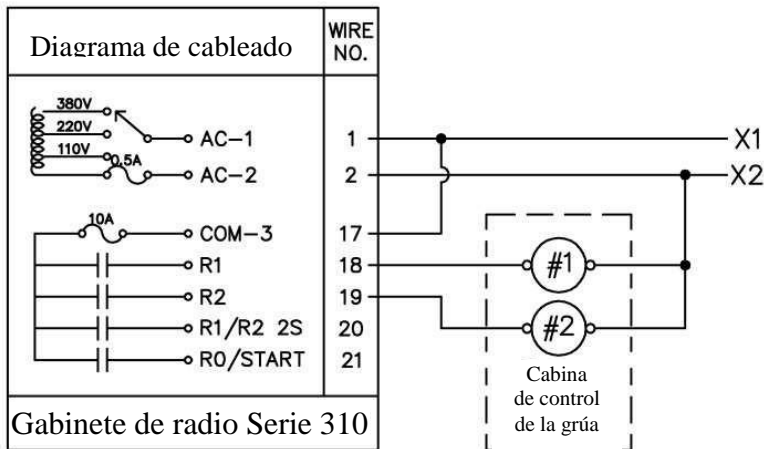 Diagrama de cableado
WIRE
NO.
380V
220V
110V
0.5A
AC-1
1
X1
AC-2
2
X2
10A
COM-3
17
R1
18
#1
R2
19
R1/R2 2S
20
#2
R0/START
21
Cabina
de control
de la grúa
Gabinete de radio Serie 310